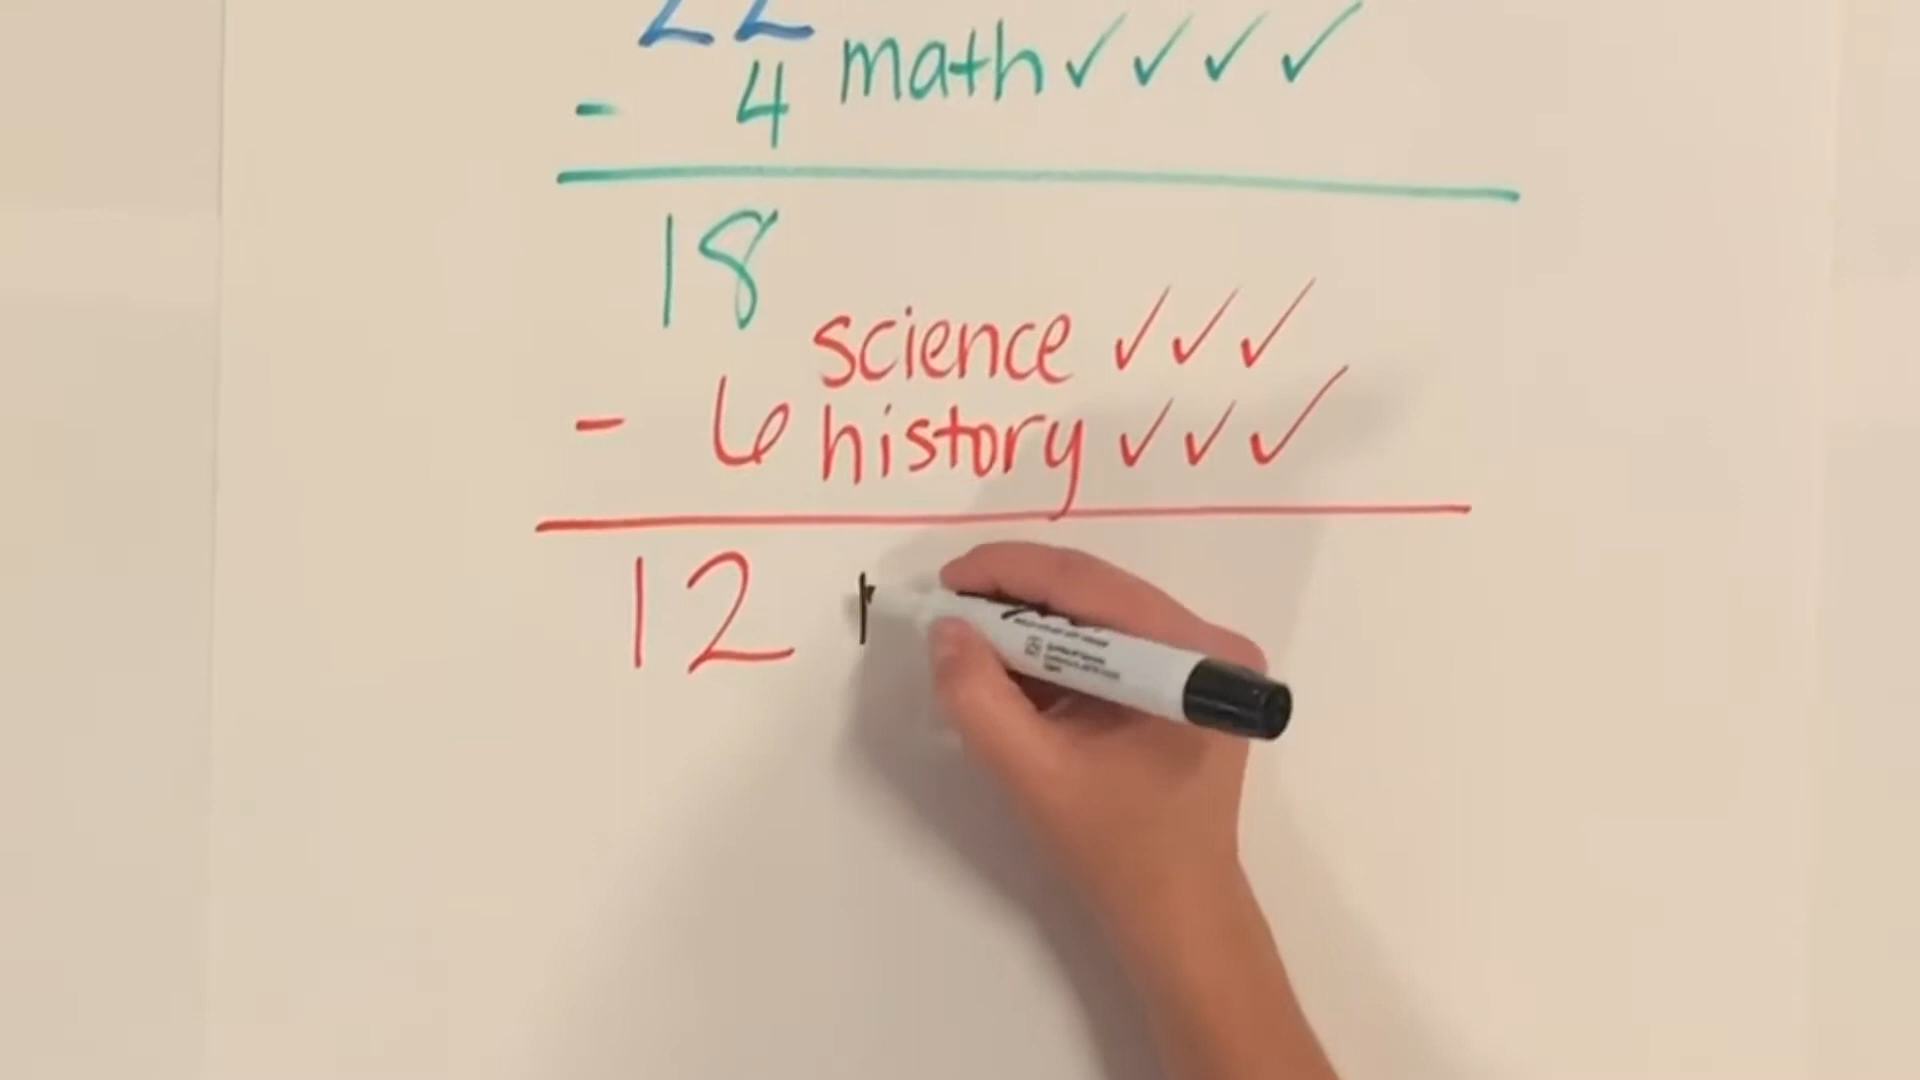 22
- 4 math ✓ ✓ ✓ ✓
18
science ✓ ✓ ✓
- 6 history ✓ ✓ ✓
12